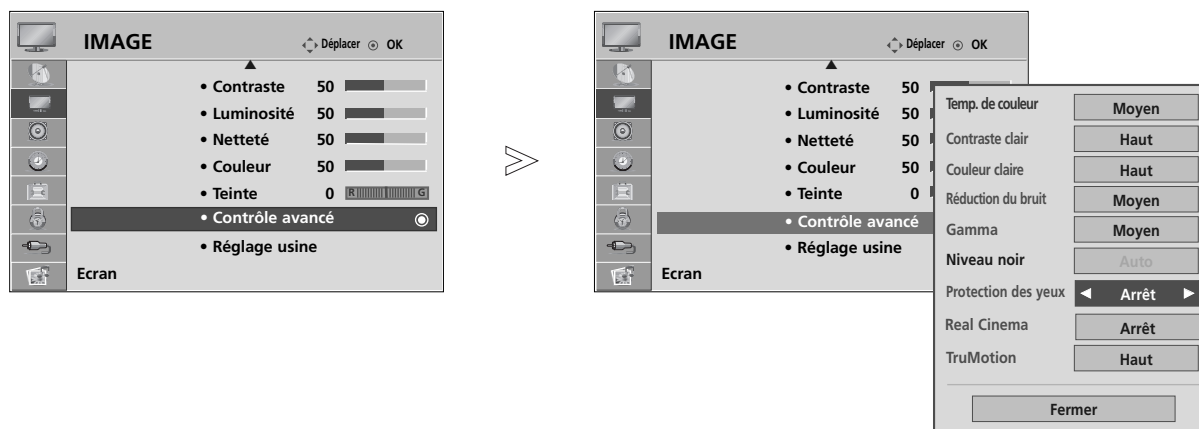 IMAGE
Déplacer OK
• Contraste 50
• Luminosité 50
• Netteté 50
• Couleur 50
• Teinte 0 R G
• Contrôle avancé
• Réglage usine
Ecran
IMAGE
Déplacer OK
• Contraste 50
• Luminosité 50
• Netteté 50
• Couleur 50
• Teinte 0
• Contrôle avancé
• Réglage usine
Ecran
Temp. de couleur Moyen
Contraste clair Haut
Couleur claire Haut
Réduction du bruit Moyen
Gamma Moyen
Niveau noir Auto
Protection des yeux ◄ Arrêt ►
Real Cinema Arrêt
TruMotion Haut
Fermer